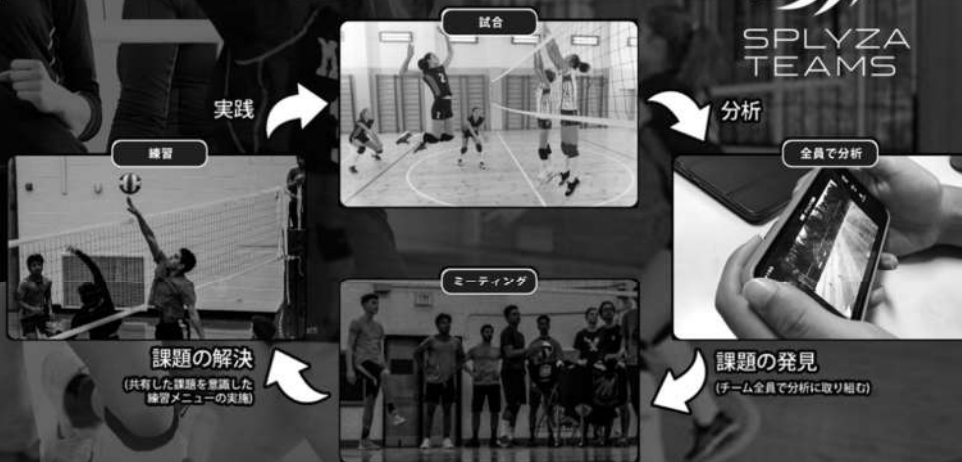 試合
SPLYZA
TEAMS
実践
分析
練習
全員で分析
ミーティング
課題の解決
(共有した課題を意識した
練習メニューの実施)
課題の発見
(チーム全員で分析に取り組む)